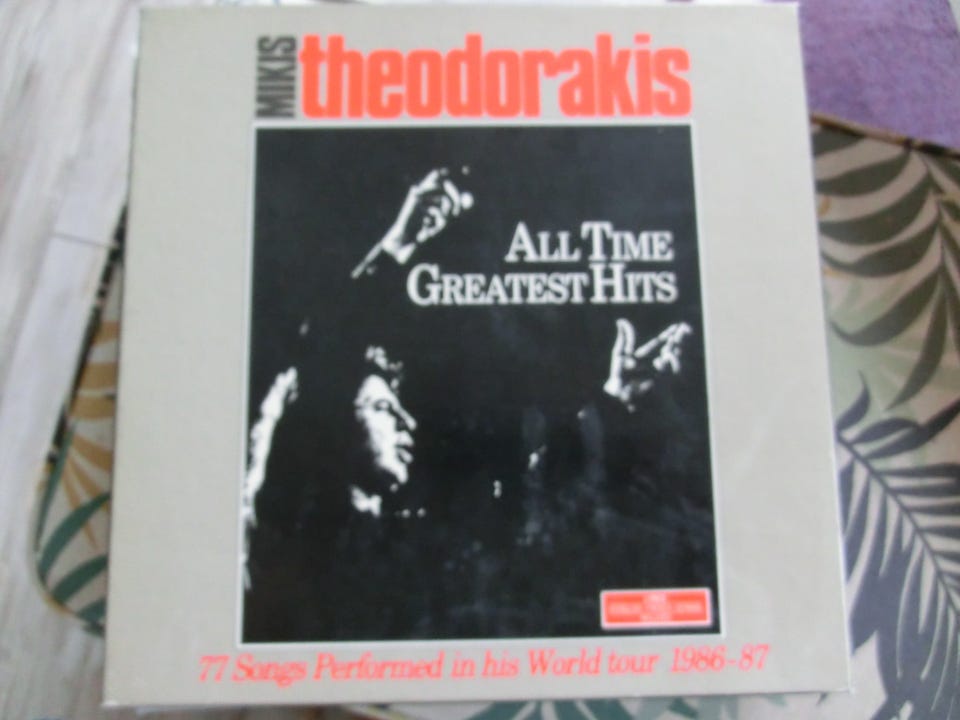 MIKIS
theodorakis
ALL TIME
GREATEST HITS
77 Songs Performed in his World tour 1986-87